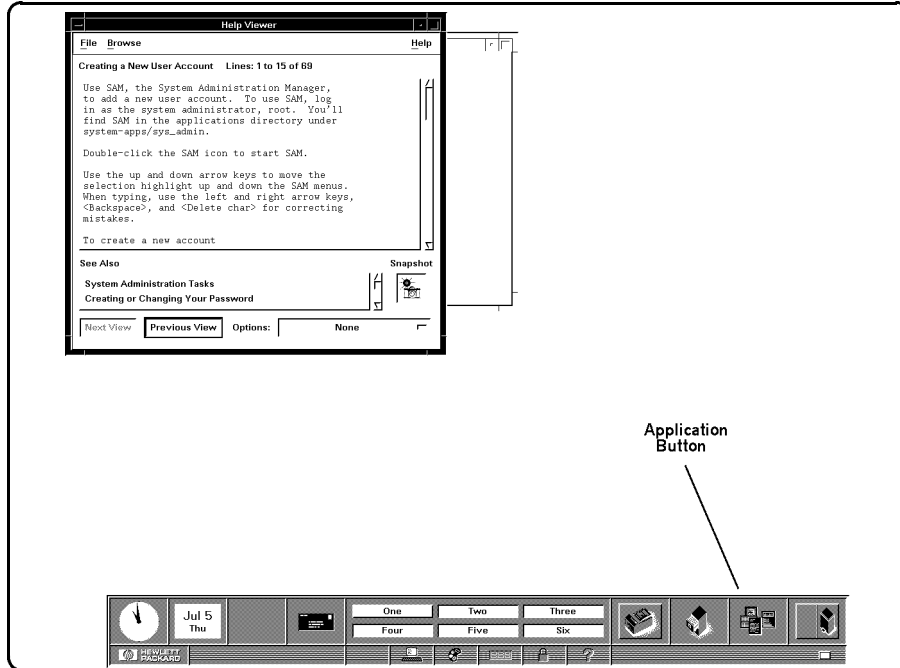 Help Viewer
File Browse Help
Creating a New User Account Lines: 1 to 15 of 69
Use SAM, the System Administration Manager,
to add a new user account. To use SAM, log
in as the system administrator, root. You'll
find SAM in the applications directory under
system-apps/sys_admin.
Double-click the SAM icon to start SAM.
Use the up and down arrow keys to move the
selection highlight up and down the SAM menus.
When typing, use the left and right arrow keys,
<Backspace>, and <Delete char> for correcting
mistakes.
To create a new account
See Also Snapshot
System Administration Tasks
Creating or Changing Your Password
Next View Previous View Options: None
Application
Button
Jul 5
Thu
One Two Three
Four Five Six
hp HEWLETT
PACKARD